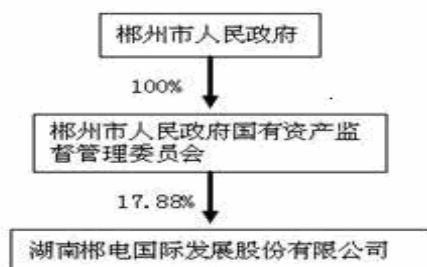 郴州市人民政府
100%
郴州市人民政府国有资产监
督管理委员会
17.88%
湖南郴电国际发展股份有限公司